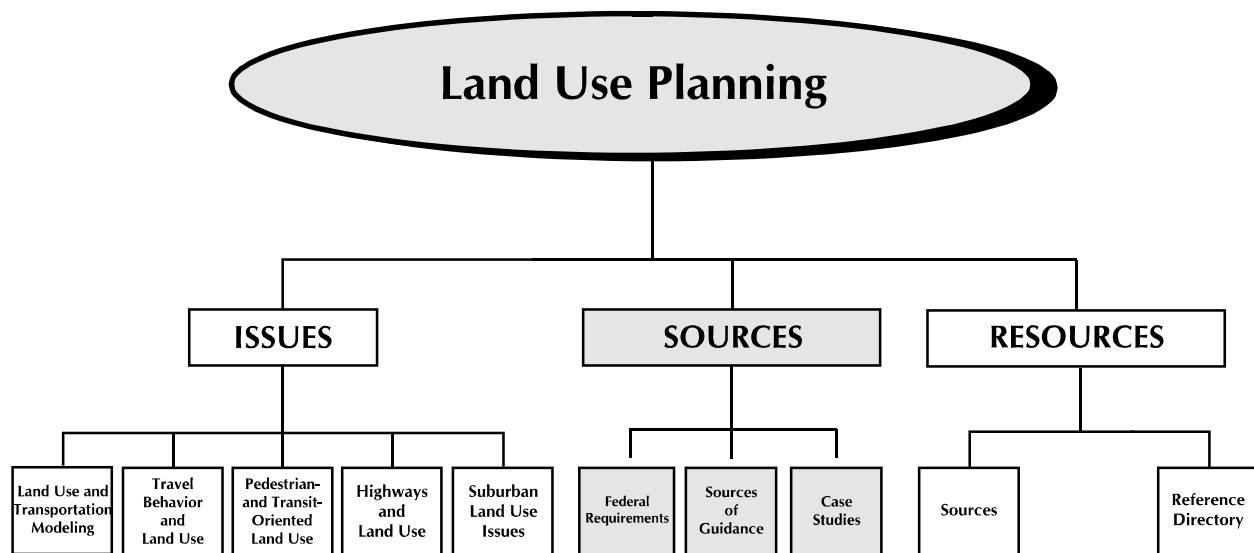 Land Use Planning
ISSUES
SOURCES
RESOURCES
Land Use and
Transportation
Modeling
Travel
Behavior
and
Land Use
Pedestrian-
and Transit-
Oriented
Land Use
Highways
and
Land Use
Suburban
Land Use
Issues
Federal
Requirements
Sources
of
Guidance
Case
Studies
Sources
Reference
Directory